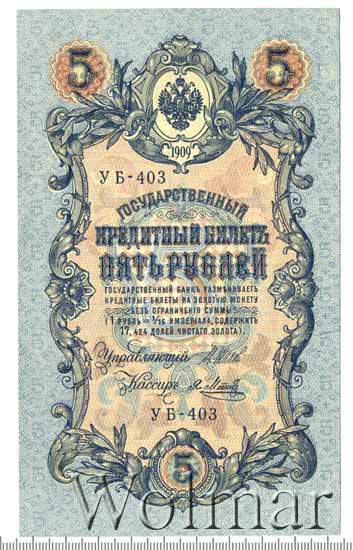 5 5
1909
УБ-403
ГОСУДАРСТВЕННЫЙ
КРЕДИТНЫЙ БИЛЕТЪ
ПЯТЬ РУБЛЕЙ
ГОСУДАРСТВЕННЫЙ БАНКЪ РАЗМѢНИВАЕТЪ
КРЕДИТНЫЕ БИЛЕТЫ НА ЗОЛОТУЮ МОНЕТУ
БЕЗЪ ОГРАНИЧЕНІЯ СУММЫ
(1 РУБЛЬ = 1/15 ИМПЕРІАЛА, СОДЕРЖИТЪ
17,424 ДОЛЕЙ ЧИСТАГО ЗОЛОТА).
Управляющій
Кассиръ
УБ-403
5
Wolmar